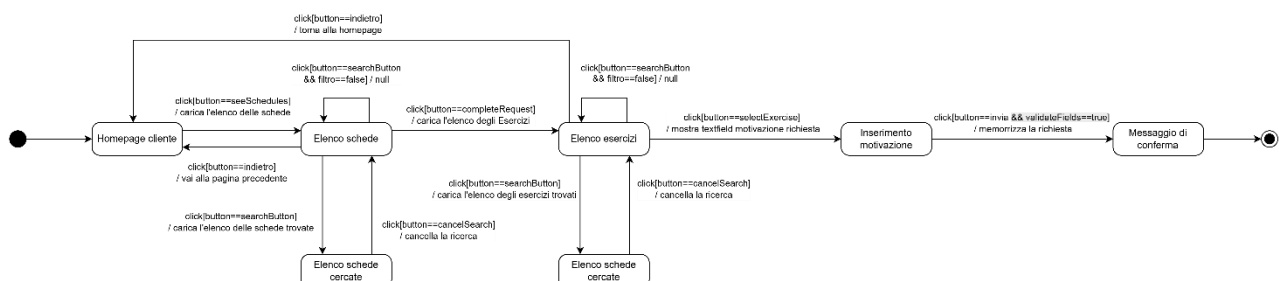 click[button==indietro]
/ torna alla homepage
click[button==searchButton
&& filtro==false] / null
click[button==searchButton
&& filtro==false] / null
click[button==seeSchedules]
/ carica l'elenco delle schede
click[button==completeRequest]
/ carica l'elenco degli Esercizi
click[button==selectExercise]
/ mostra textfield motivazione richiesta
click[button==invia && validateFields==true]
/ memorrizza la richiesta
Homepage cliente
Elenco schede
Elenco esercizi
Inserimento
motivazione
Messaggio di
conferma
click[button==indietro]
/ vai alla pagina precedente
click[button==searchButton]
/ carica l'elenco degli esercizi trovati
click[button==cancelSearch]
/ cancella la ricerca
click[button==searchButton]
/ carica l'elenco delle schede trovate
click[button==cancelSearch]
/ cancella la ricerca
Elenco schede
cercate
Elenco schede
cercate